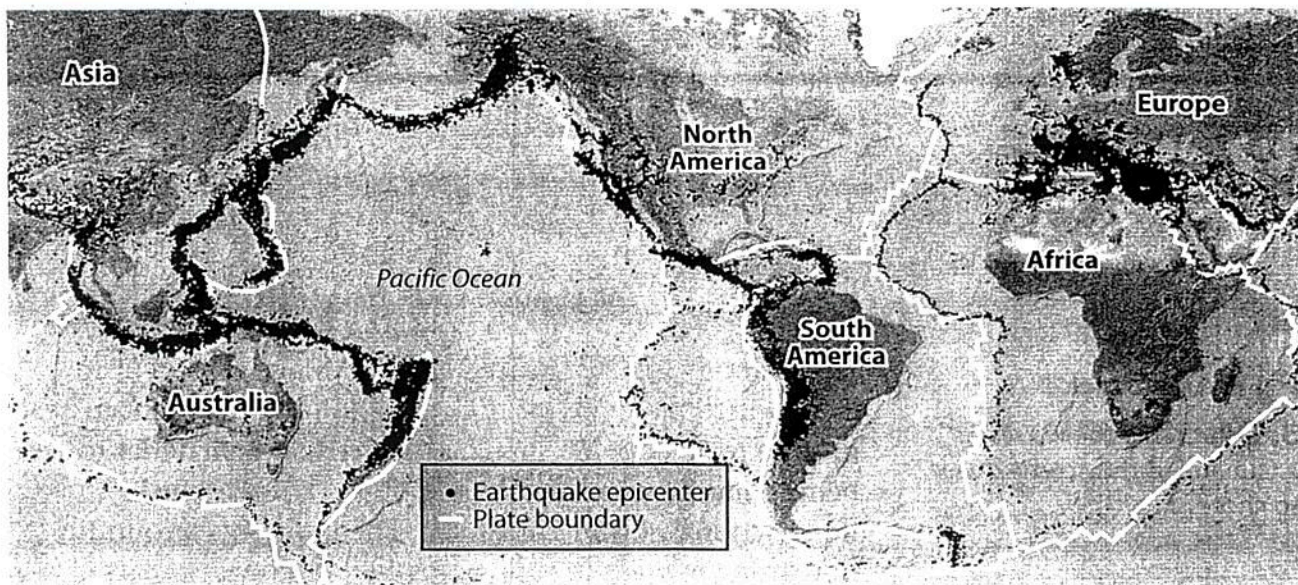 Asia
Europe
North
America
Pacific Ocean
Africa
South
America
Australia
Earthquake epicenter
Plate boundary